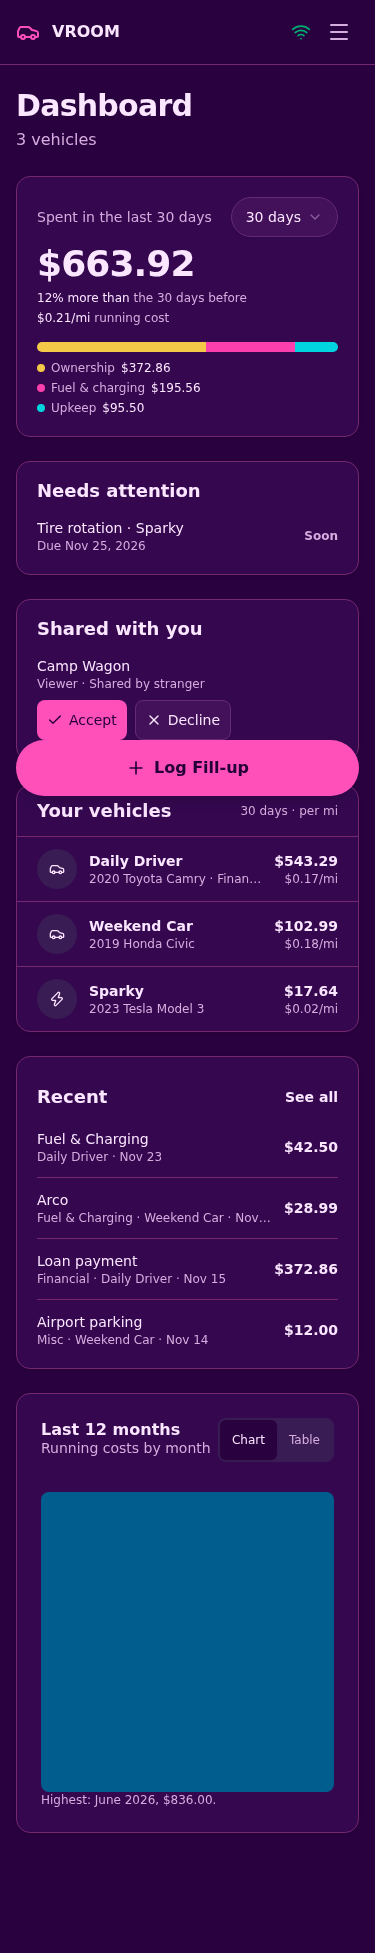 VROOM
Dashboard
3 vehicles
Spent in the last 30 days
30 days
$663.92
12% more than the 30 days before
$0.21/mi running cost
Ownership $372.86
Fuel & charging $195.56
Upkeep $95.50
Needs attention
Tire rotation · Sparky
Due Nov 25, 2026
Soon
Shared with you
Camp Wagon
Viewer · Shared by stranger
Accept
Decline
Log Fill-up
Your vehicles
30 days · per mi
Daily Driver
$543.29
2020 Toyota Camry · Finan…
$0.17/mi
Weekend Car
$102.99
2019 Honda Civic
$0.18/mi
Sparky
$17.64
2023 Tesla Model 3
$0.02/mi
Recent
See all
Fuel & Charging
Daily Driver · Nov 23
$42.50
Arco
Fuel & Charging · Weekend Car · Nov…
$28.99
Loan payment
Financial · Daily Driver · Nov 15
$372.86
Airport parking
Misc · Weekend Car · Nov 14
$12.00
Last 12 months
Running costs by month
Chart
Table
Highest: June 2026, $836.00.